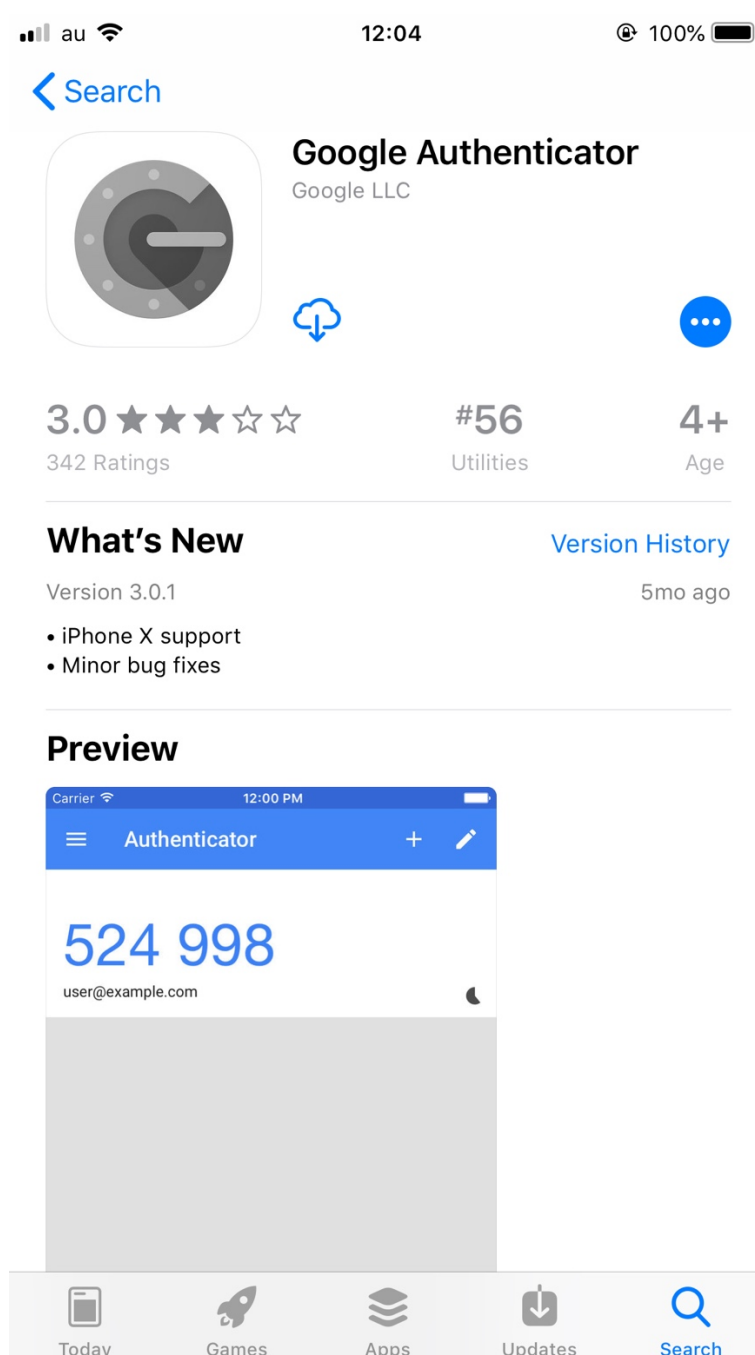 au 12:04 100%
Search
Google Authenticator
Google LLC
3.0 #56 4+
342 Ratings Utilities Age
What's New Version History
Version 3.0.1 5mo ago
• iPhone X support
• Minor bug fixes
Preview
Carrier 12:00 PM
Authenticator
524 998
user@example.com
Today Games Apps Updates Search